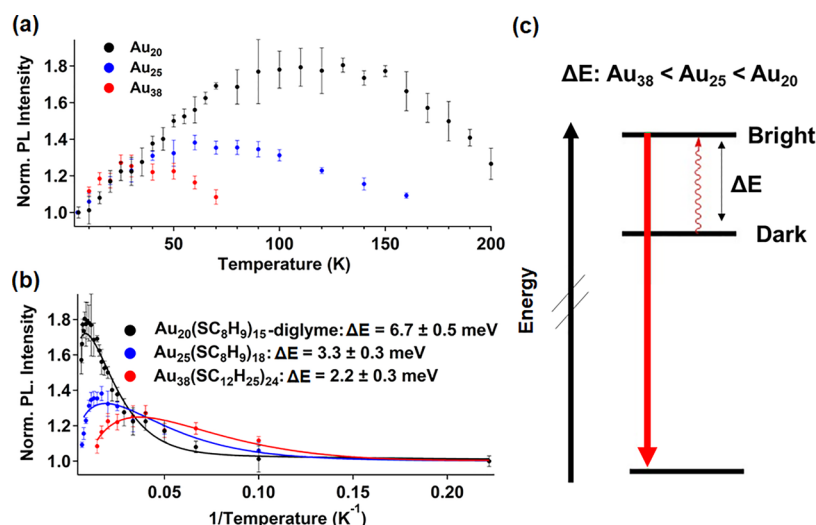 (a)
Norm. PL Intensity
1.8
1.6
1.4
1.2
1.0
Au₂₀
Au₂₅
Au₃₈
50
100
150
200
Temperature (K)
(b)
Norm. PL. Intensity
1.8
1.6
1.4
1.2
1.0
Au₂₀(SC₈H₉)₁₅-diglyme: ΔE = 6.7 ± 0.5 meV
Au₂₅(SC₈H₉)₁₈: ΔE = 3.3 ± 0.3 meV
Au₃₈(SC₁₂H₂₅)₂₄: ΔE = 2.2 ± 0.3 meV
0.05
0.10
0.15
0.20
1/Temperature (K⁻¹)
(c)
ΔE: Au₃₈ < Au₂₅ < Au₂₀
Bright
ΔE
Dark
Energy